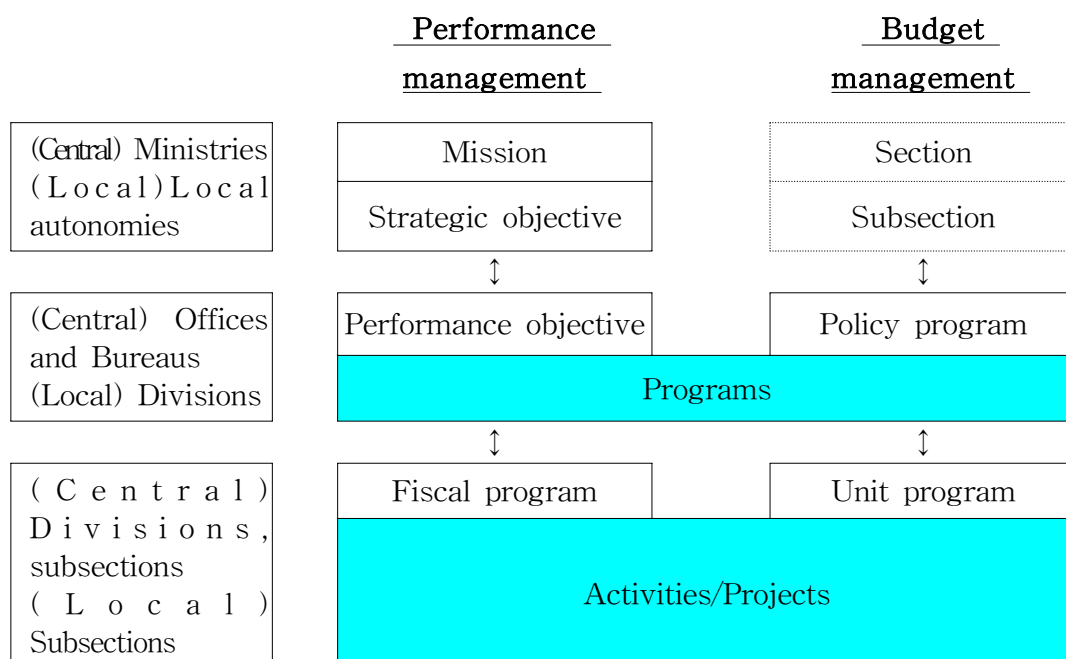 Performance
management
Budget
management
(Central) Ministries
(Local)Local
autonomies
Mission
Strategic objective
Section
Subsection
↕
↕
(Central) Offices
and Bureaus
(Local) Divisions
Performance objective
Policy program
Programs
↕
↕
(Central)
Divisions,
subsections
(Local)
Subsections
Fiscal program
Unit program
Activities/Projects